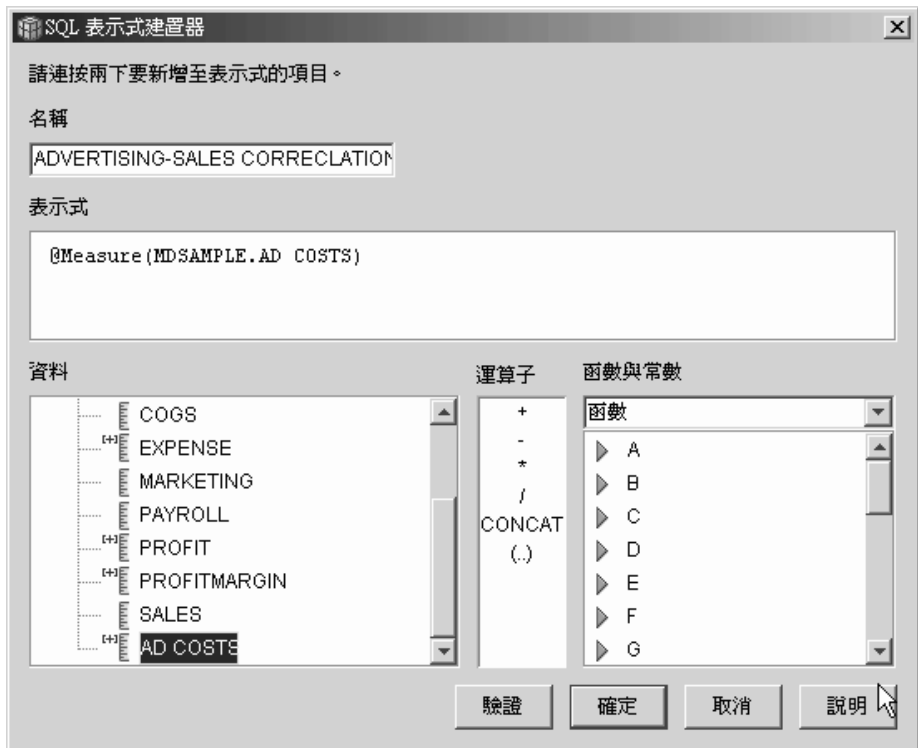 SQL 表示式建置器
請連按兩下要新增至表示式的項目。
名稱
ADVERTISING-SALES CORRECLATION
表示式
@Measure(MDSAMPLE.AD COSTS)
資料
運算子
函數與常數
COGS
EXPENSE
MARKETING
PAYROLL
PROFIT
PROFITMARGIN
SALES
AD COSTS
+
-
*
/
CONCAT
(..)
函數
A
B
C
D
E
F
G
驗證
確定
取消
說明